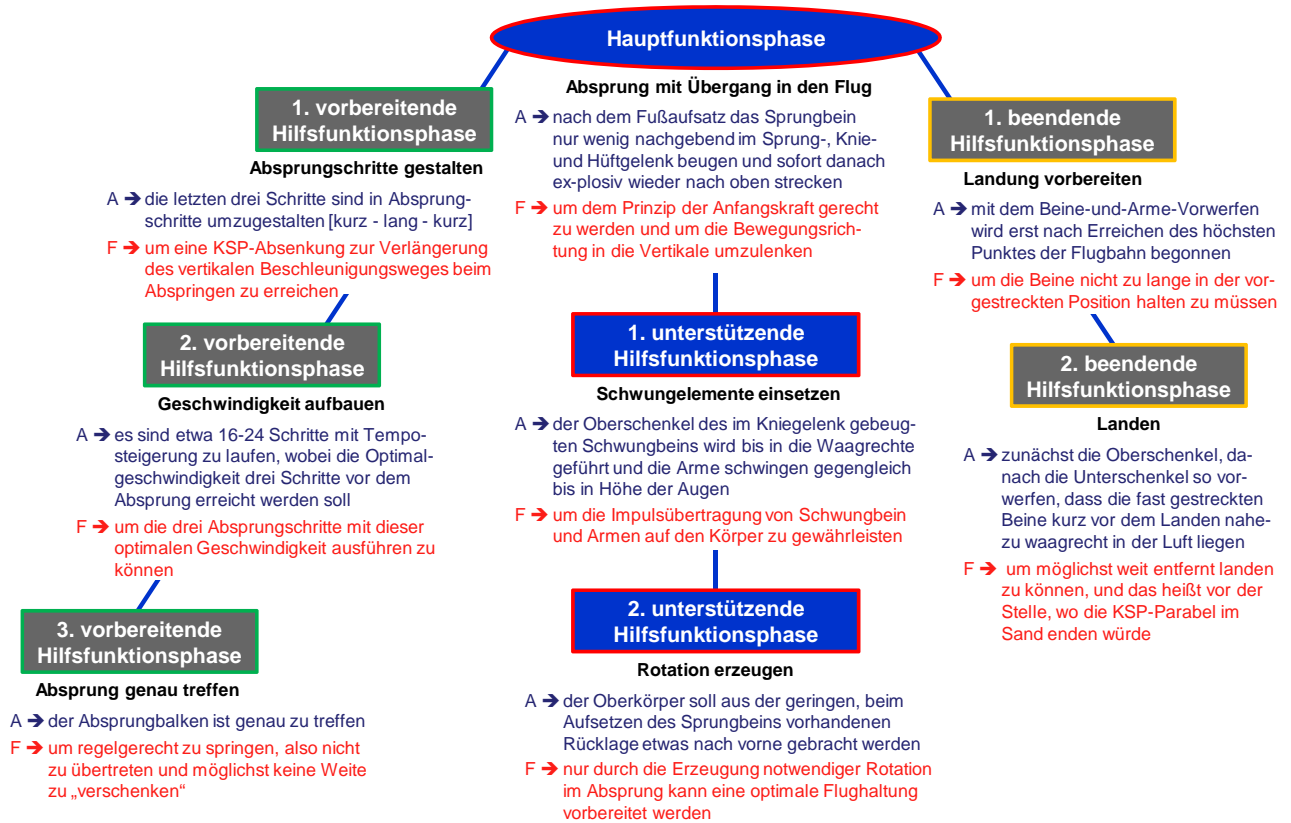 Hauptfunktionsphase
Absprung mit Übergang in den Flug
A ➔ nach dem Fußaufsatz das Sprungbein
nur wenig nachgebend im Sprung-, Knie-
und Hüftgelenk beugen und sofort danach
ex-plosiv wieder nach oben strecken
F ➔ um dem Prinzip der Anfangskraft gerecht
zu werden und um die Bewegungsrich-
tung in die Vertikale umzulenken
1. vorbereitende
Hilfsfunktionsphase
Absprungschritte gestalten
A ➔ die letzten drei Schritte sind in Absprung-
schritte umzugestalten [kurz - lang - kurz]
F ➔ um eine KSP-Absenkung zur Verlängerung
des vertikalen Beschleunigungsweges beim
Abspringen zu erreichen
2. vorbereitende
Hilfsfunktionsphase
Geschwindigkeit aufbauen
A ➔ es sind etwa 16-24 Schritte mit Tempo-
steigerung zu laufen, wobei die Optimal-
geschwindigkeit drei Schritte vor dem
Absprung erreicht werden soll
F ➔ um die drei Absprungschritte mit dieser
optimalen Geschwindigkeit ausführen zu
können
3. vorbereitende
Hilfsfunktionsphase
Absprung genau treffen
A ➔ der Absprungbalken ist genau zu treffen
F ➔ um regelgerecht zu springen, also nicht
zu übertreten und möglichst keine Weite
zu „verschenken“
1. unterstützende
Hilfsfunktionsphase
Schwungelemente einsetzen
A ➔ der Oberschenkel des im Kniegelenk gebeug-
ten Schwungbeins wird bis in die Waagrechte
geführt und die Arme schwingen gegengleich
bis in Höhe der Augen
F ➔ um die Impulsübertragung von Schwungbein
und Armen auf den Körper zu gewährleisten
2. unterstützende
Hilfsfunktionsphase
Rotation erzeugen
A ➔ der Oberkörper soll aus der geringen, beim
Aufsetzen des Sprungbeins vorhandenen
Rücklage etwas nach vorne gebracht werden
F ➔ nur durch die Erzeugung notwendiger Rotation
im Absprung kann eine optimale Flughaltung
vorbereitet werden
1. beendende
Hilfsfunktionsphase
Landung vorbereiten
A ➔ mit dem Beine-und-Arme-Vorwerfen
wird erst nach Erreichen des höchsten
Punktes der Flugbahn begonnen
F ➔ um die Beine nicht zu lange in der vor-
gestreckten Position halten zu müssen
2. beendende
Hilfsfunktionsphase
Landen
A ➔ zunächst die Oberschenkel, da-
nach die Unterschenkel so vor-
werfen, dass die fast gestreckten
Beine kurz vor dem Landen nahe-
zu waagrecht in der Luft liegen
F ➔ um möglichst weit entfernt landen
zu können, und das heißt vor der
Stelle, wo die KSP-Parabel im
Sand enden würde